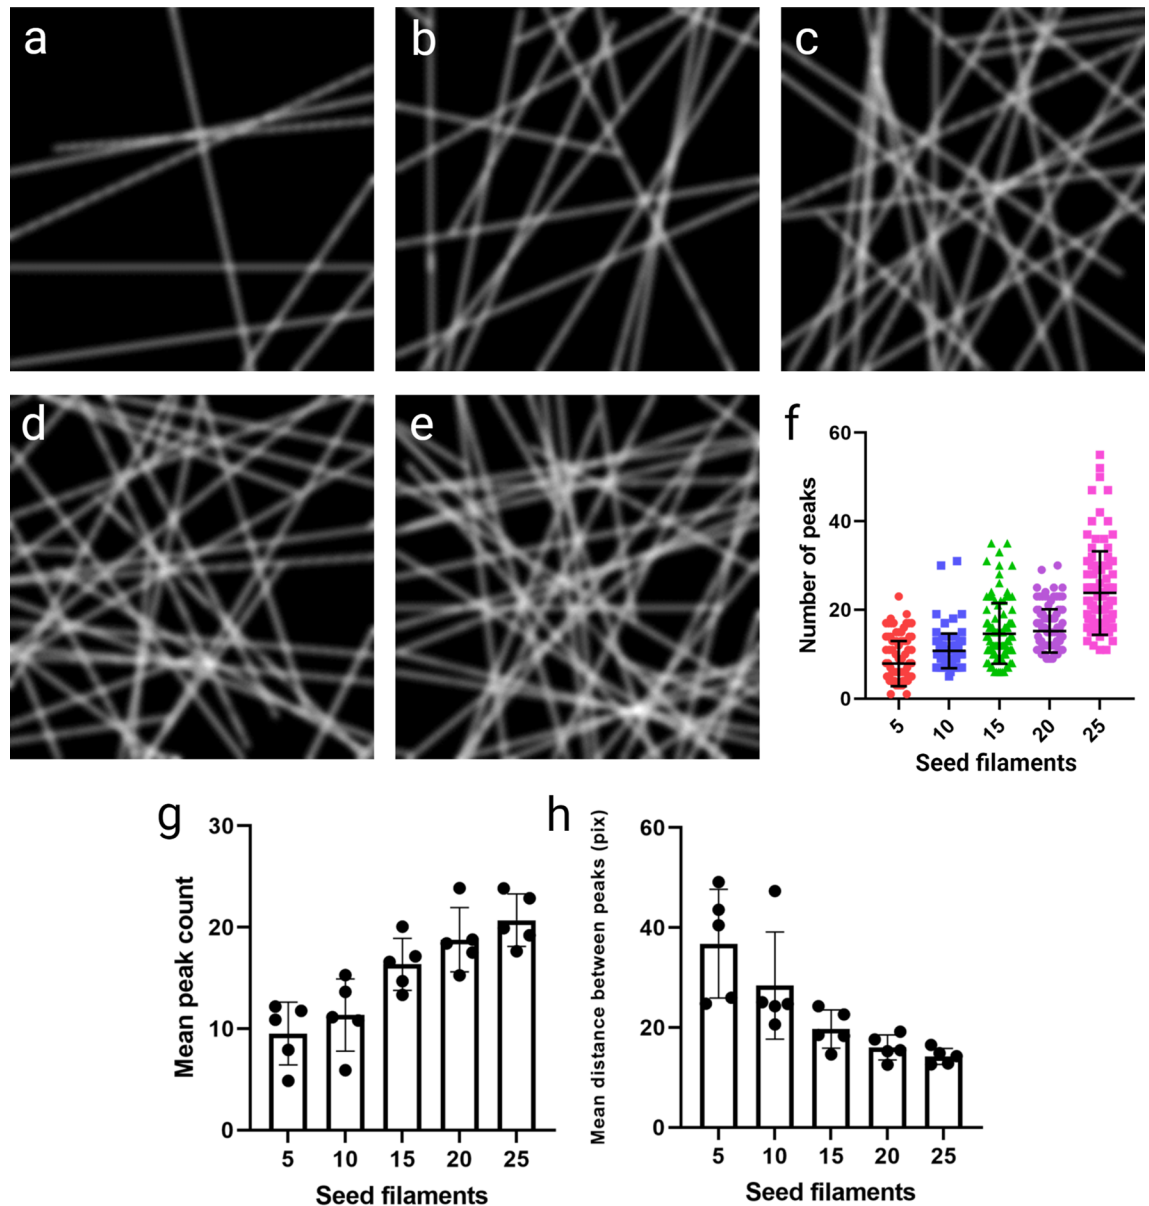 a
b
c
d
e
f
60
40
20
0
Number of peaks
5
10
15
20
25
Seed filaments
g
30
20
10
0
Mean peak count
5 10 15 20 25
Seed filaments
h
60
40
20
0
Mean distance between peaks (pix)
5 10 15 20 25
Seed filaments